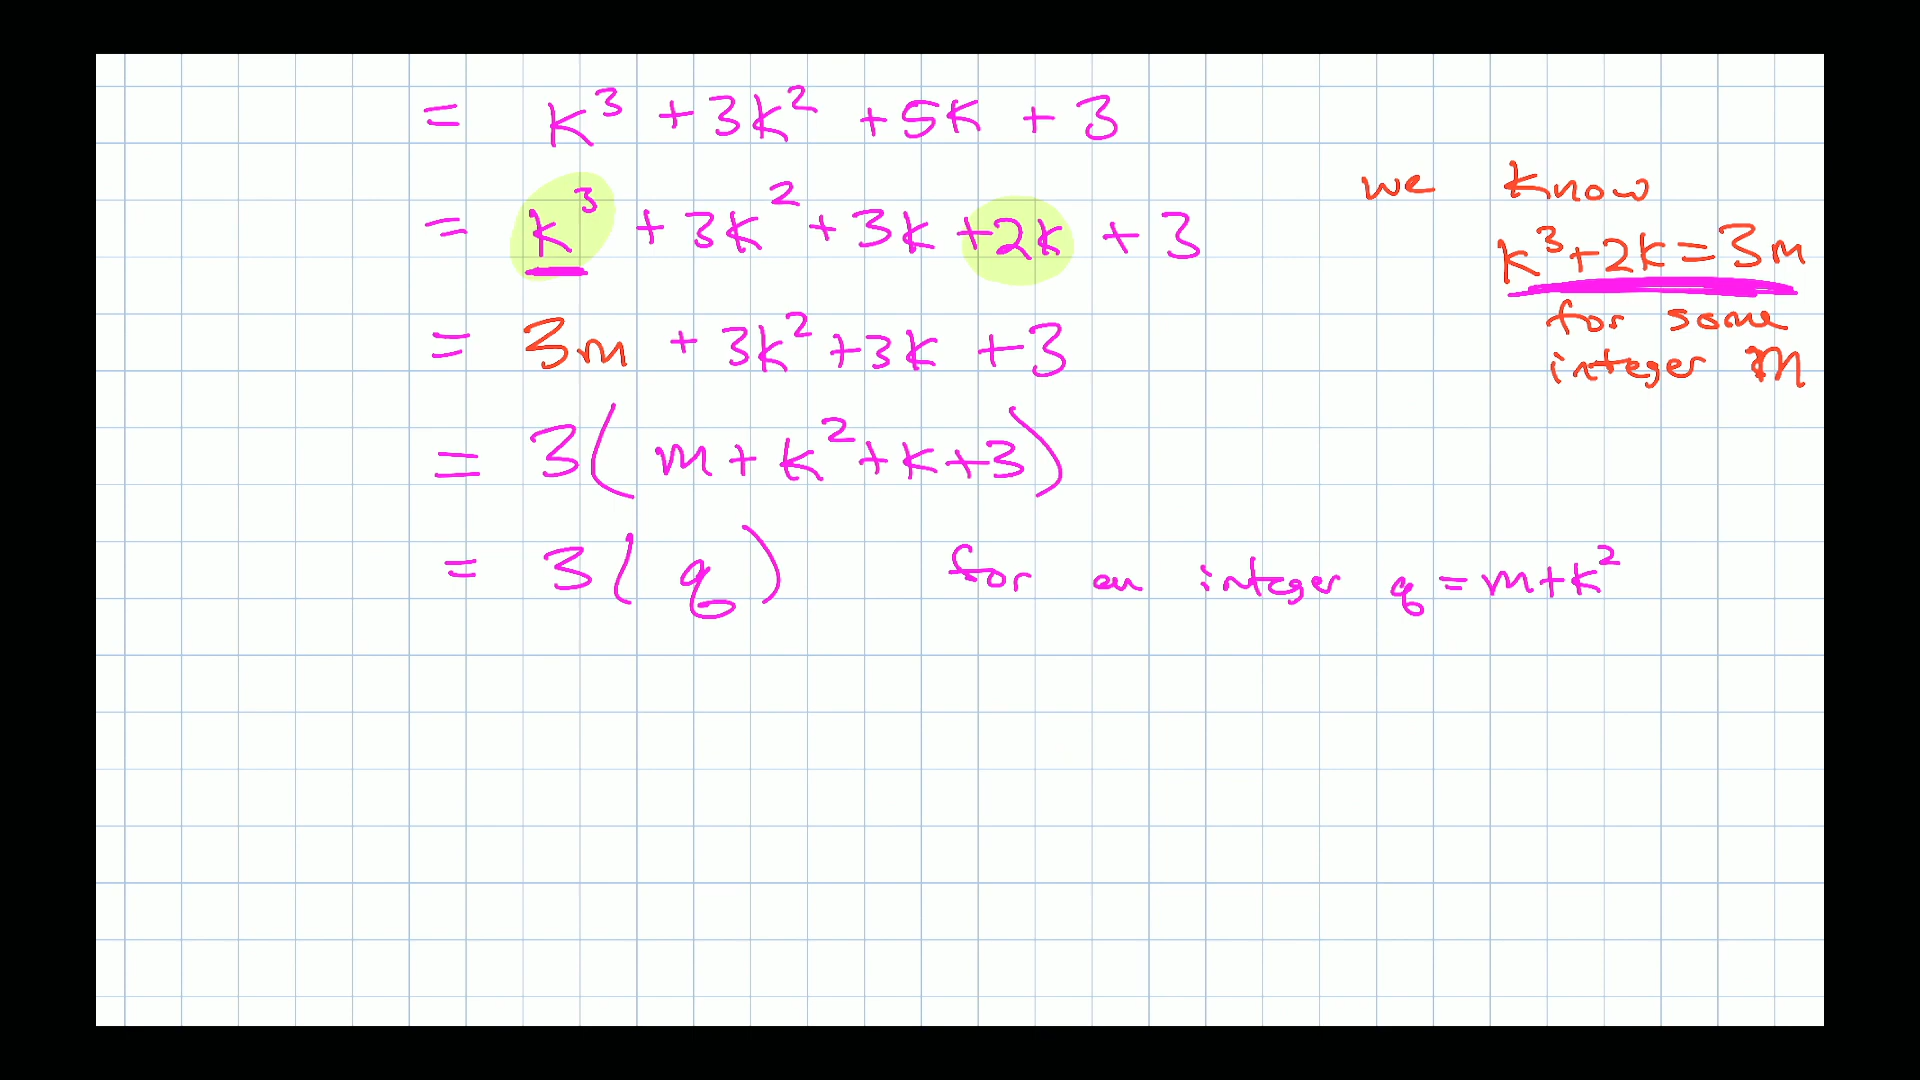 = k³ + 3k² + 5k + 3
= k³ + 3k² + 3k + 2k + 3
= 3m + 3k² + 3k + 3
= 3(m + k² + k + 3)
= 3(q) for an integer q = m + k²
we know
k³ + 2k = 3m
for some
integer m